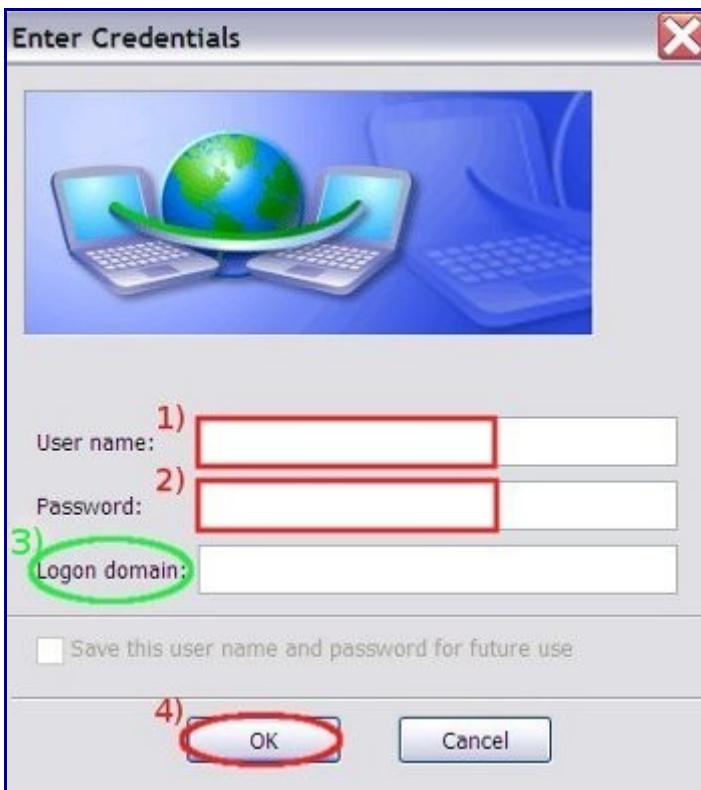 Enter Credentials
1)
User name:
2)
Password:
3)
Logon domain:
Save this user name and password for future use
4)
OK Cancel